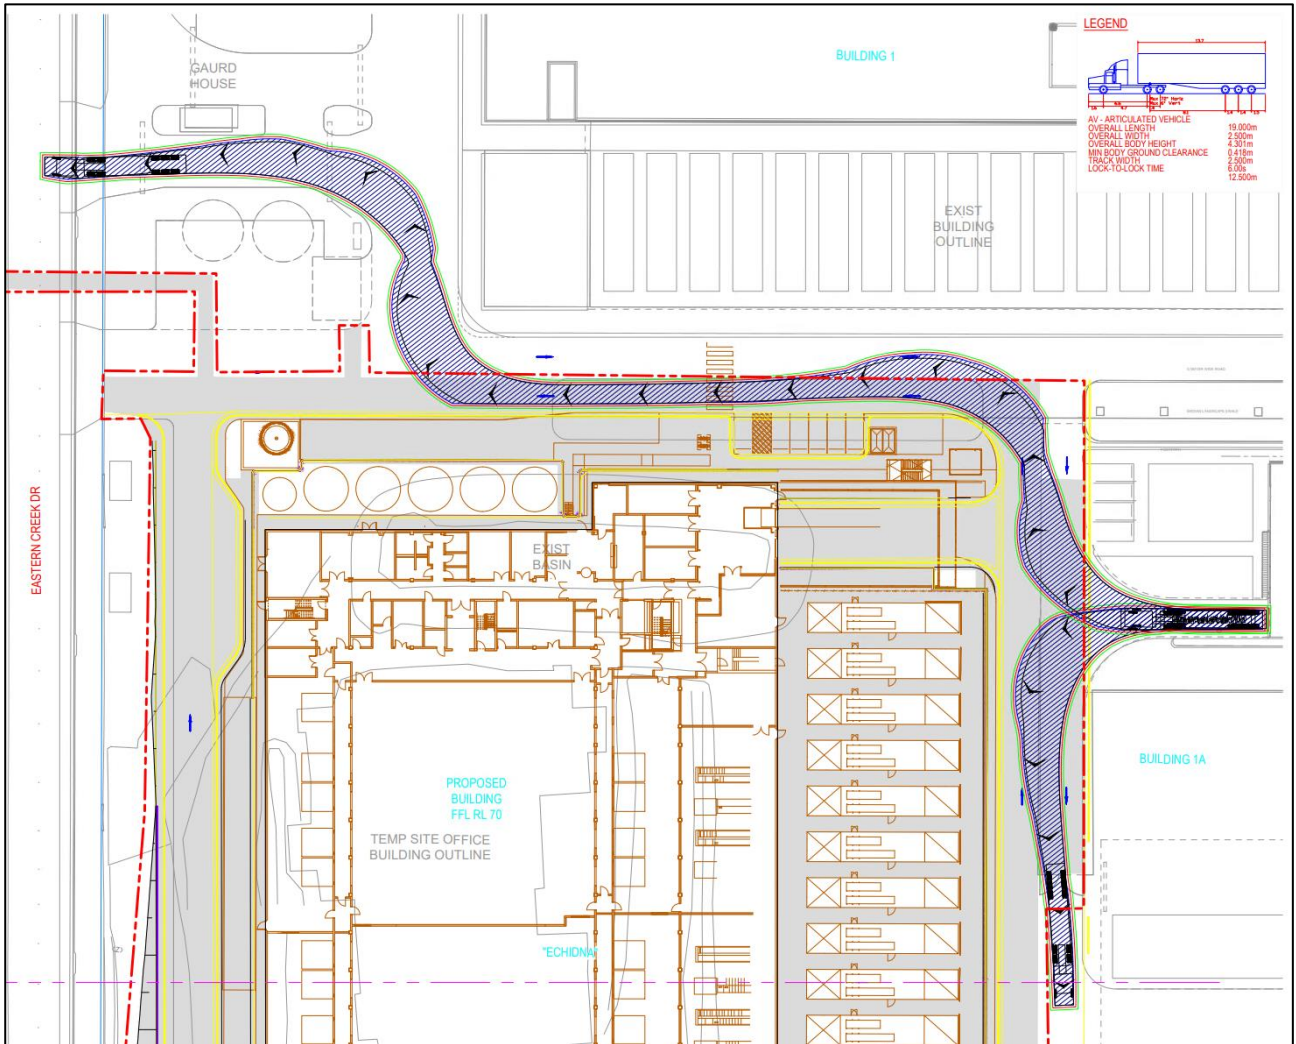 LEGEND
13.7
AV - ARTICULATED VEHICLE
OVERALL LENGTH 19.000m
OVERALL WIDTH 2.500m
OVERALL BODY HEIGHT 4.301m
MIN BODY GROUND CLEARANCE 0.418m
TRACK WIDTH 2.500m
LOCK-TO-LOCK TIME 6.00s
12.500m
BUILDING 1
GAURD
HOUSE
EXIST
BUILDING
OUTLINE
EASTERN CREEK DR
EXIST
BASIN
PROPOSED
BUILDING
FFL RL 70
TEMP SITE OFFICE
BUILDING OUTLINE
"ECHIDNA"
BUILDING 1A